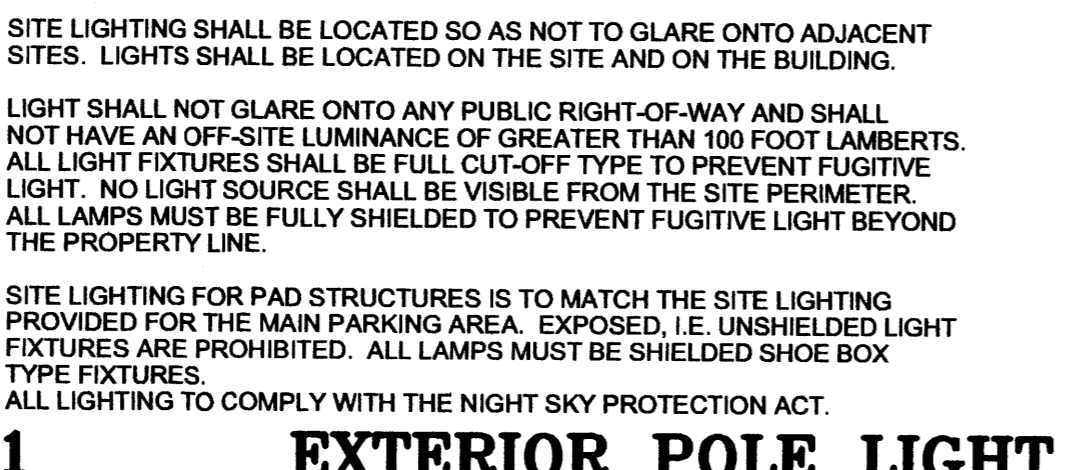 SITE LIGHTING SHALL BE LOCATED SO AS NOT TO GLARE ONTO ADJACENT
SITES. LIGHTS SHALL BE LOCATED ON THE SITE AND ON THE BUILDING.
LIGHT SHALL NOT GLARE ONTO ANY PUBLIC RIGHT-OF-WAY AND SHALL
NOT HAVE AN OFF-SITE LUMINANCE OF GREATER THAN 100 FOOT LAMBERTS.
ALL LIGHT FIXTURES SHALL BE FULL CUT-OFF TYPE TO PREVENT FUGITIVE
LIGHT. NO LIGHT SOURCE SHALL BE VISIBLE FROM THE SITE PERIMETER.
ALL LAMPS MUST BE FULLY SHIELDED TO PREVENT FUGITIVE LIGHT BEYOND
THE PROPERTY LINE.
SITE LIGHTING FOR PAD STRUCTURES IS TO MATCH THE SITE LIGHTING
PROVIDED FOR THE MAIN PARKING AREA. EXPOSED, I.E. UNSHIELDED LIGHT
FIXTURES ARE PROHIBITED. ALL LAMPS MUST BE SHIELDED SHOE BOX
TYPE FIXTURES.
ALL LIGHTING TO COMPLY WITH THE NIGHT SKY PROTECTION ACT.
1 EXTERIOR POLE LIGHT